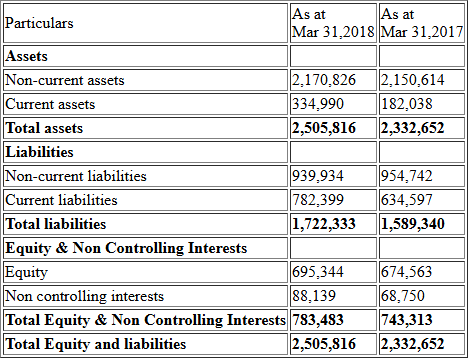 Particulars As at Mar 31,2018 As at Mar 31,2017
Assets
Non-current assets 2,170,826 2,150,614
Current assets 334,990 182,038
Total assets 2,505,816 2,332,652
Liabilities
Non-current liabilities 939,934 954,742
Current liabilities 782,399 634,597
Total liabilities 1,722,333 1,589,340
Equity & Non Controlling Interests
Equity 695,344 674,563
Non controlling interests 88,139 68,750
Total Equity & Non Controlling Interests 783,483 743,313
Total Equity and liabilities 2,505,816 2,332,652